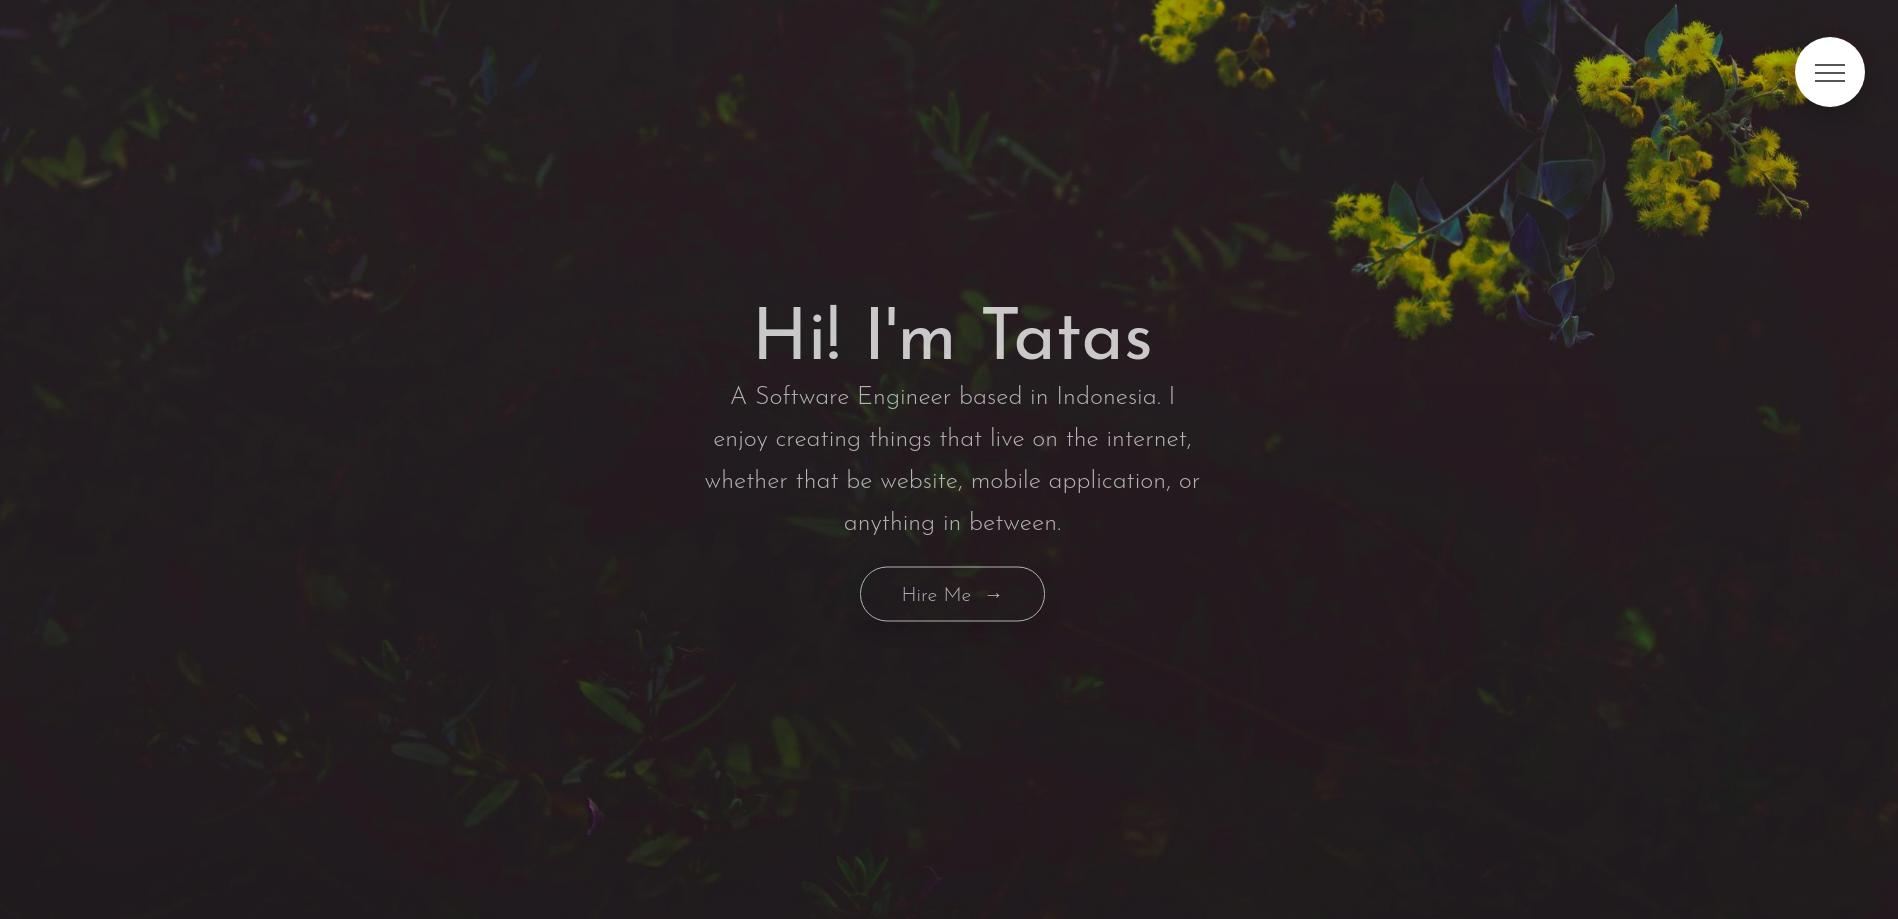 Hi! I'm Tatas
A Software Engineer based in Indonesia. I
enjoy creating things that live on the internet,
whether that be website, mobile application, or
anything in between.
Hire Me →